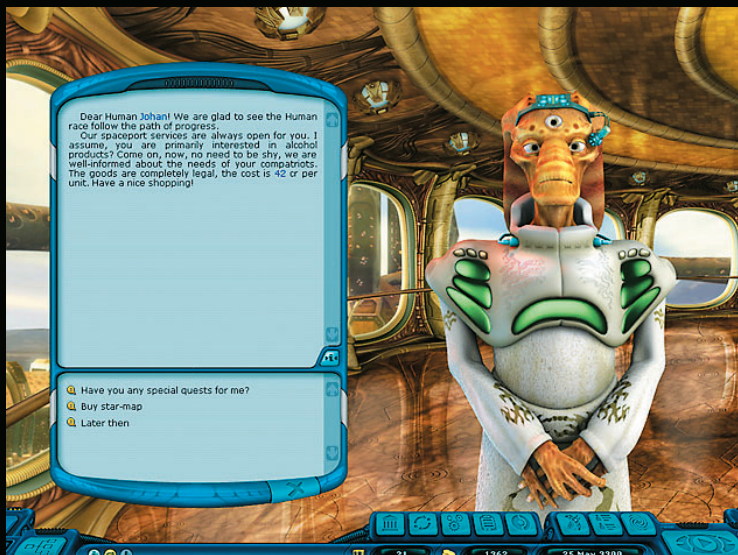 Dear Human Johan! We are glad to see the Human
race follow the path of progress.
Our spaceport services are always open for you. I
assume, you are primarily interested in alcohol
products? Come on, now, no need to be shy, we are
well-informed about the needs of your compatriots.
The goods are completely legal, the cost is 42 cr per
unit. Have a nice shopping!
Have you any special quests for me?
Buy star-map
Later then
21
1362
25 Nov 3300